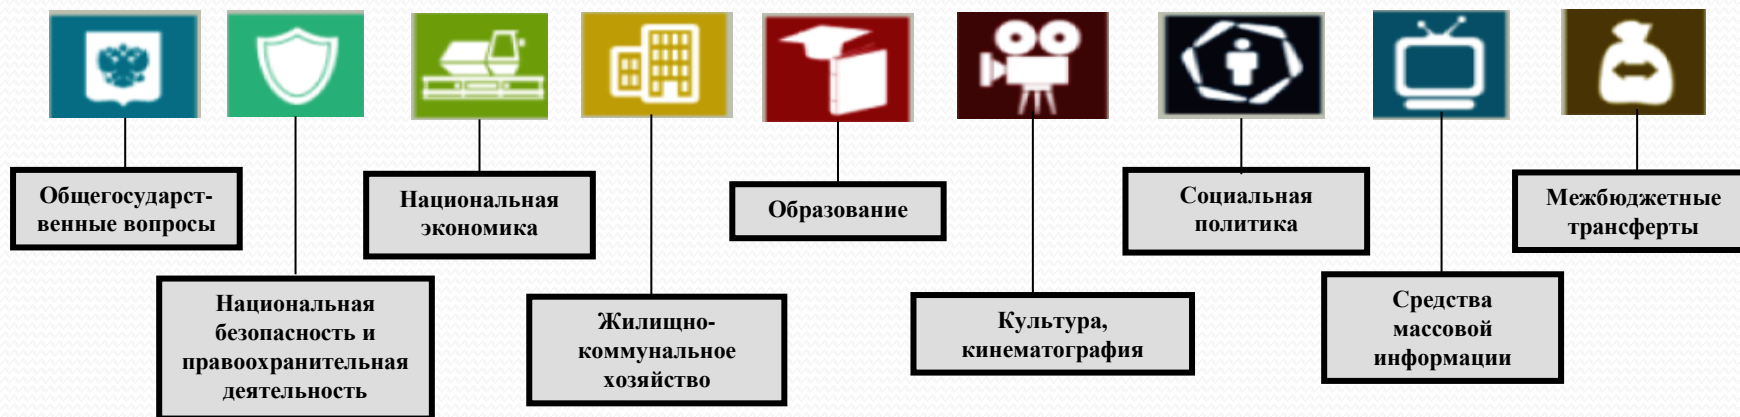 Общегосударст-
венные вопросы
Национальная
безопасность и
правоохранительная
деятельность
Национальная
экономика
Жилищно-
коммунальное
хозяйство
Образование
Культура,
кинематография
Социальная
политика
Средства
массовой
информации
Межбюджетные
трансферты